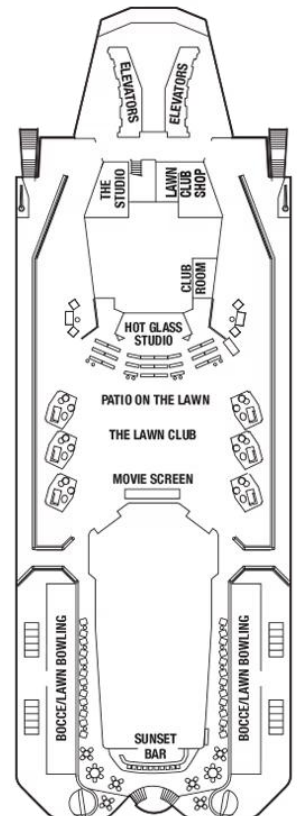 ELEVATORS
ELEVATORS
THE
STUDIO
LAWN
CLUB
SHOP
CLUB
ROOM
HOT GLASS
STUDIO
PATIO ON THE LAWN
THE LAWN CLUB
MOVIE SCREEN
BOCCE/LAWN BOWLING
BOCCE/LAWN BOWLING
SUNSET
BAR